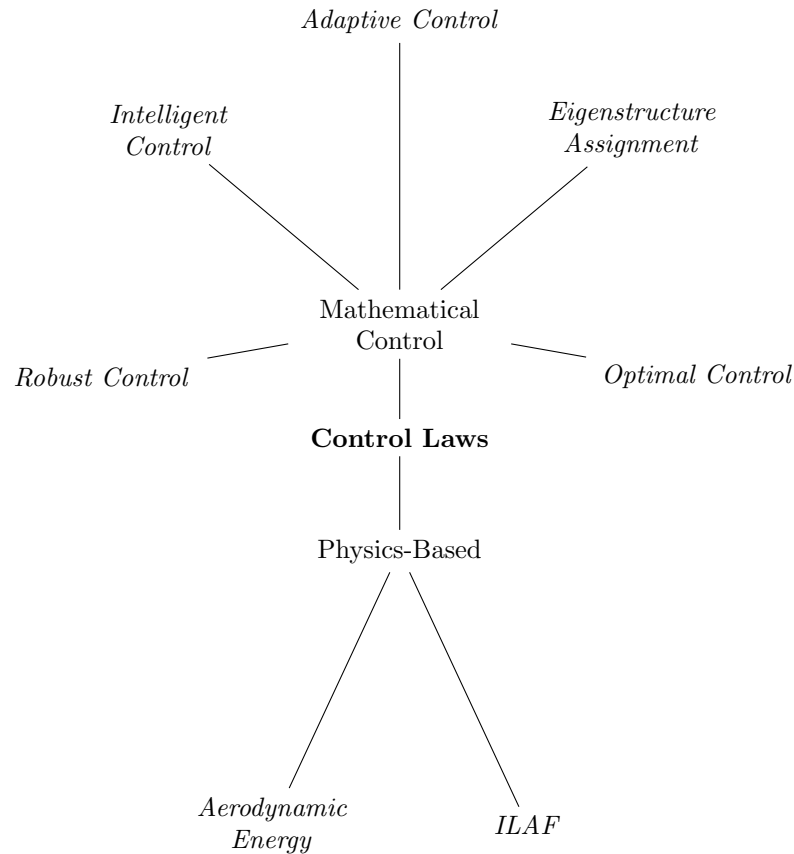 Adaptive Control
Intelligent
Control
Eigenstructure
Assignment
Mathematical
Control
Robust Control
Optimal Control
Control Laws
Physics-Based
Aerodynamic
Energy
ILAF